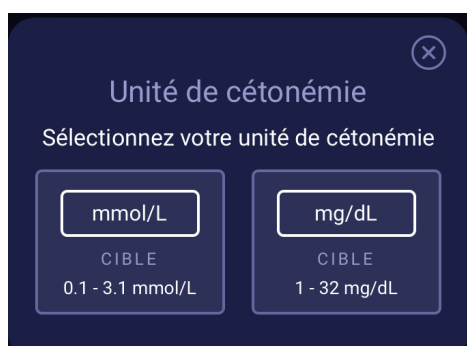 Unité de cétonémie
Sélectionnez votre unité de cétonémie
mmol/L
CIBLE
0.1 - 3.1 mmol/L
mg/dL
CIBLE
1 - 32 mg/dL